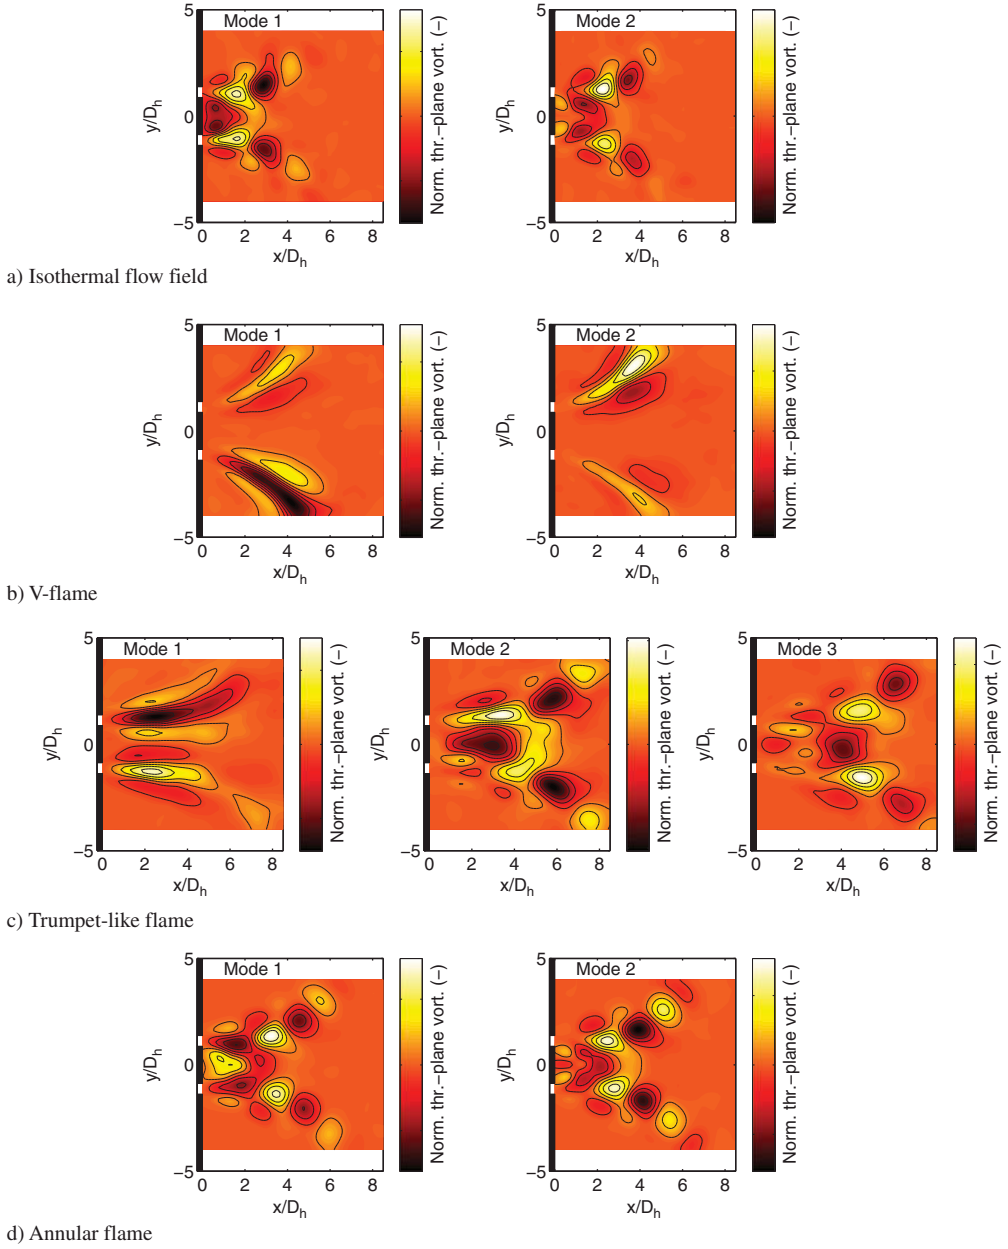 Mode 1
Mode 2
5
0
−5
y/D_h
0 2 4 6 8
x/D_h
Norm. thr.−plane vort. (−)
5
0
−5
y/D_h
0 2 4 6 8
x/D_h
Norm. thr.−plane vort. (−)
a) Isothermal flow field
Mode 1
Mode 2
5
0
−5
y/D_h
0 2 4 6 8
x/D_h
Norm. thr.−plane vort. (−)
5
0
−5
y/D_h
0 2 4 6 8
x/D_h
Norm. thr.−plane vort. (−)
b) V-flame
Mode 1
Mode 2
Mode 3
5
0
−5
y/D_h
0 2 4 6 8
x/D_h
Norm. thr.−plane vort. (−)
5
0
−5
y/D_h
0 2 4 6 8
x/D_h
Norm. thr.−plane vort. (−)
5
0
−5
y/D_h
0 2 4 6 8
x/D_h
Norm. thr.−plane vort. (−)
c) Trumpet-like flame
Mode 1
Mode 2
5
0
−5
y/D_h
0 2 4 6 8
x/D_h
Norm. thr.−plane vort. (−)
5
0
−5
y/D_h
0 2 4 6 8
x/D_h
Norm. thr.−plane vort. (−)
d) Annular flame